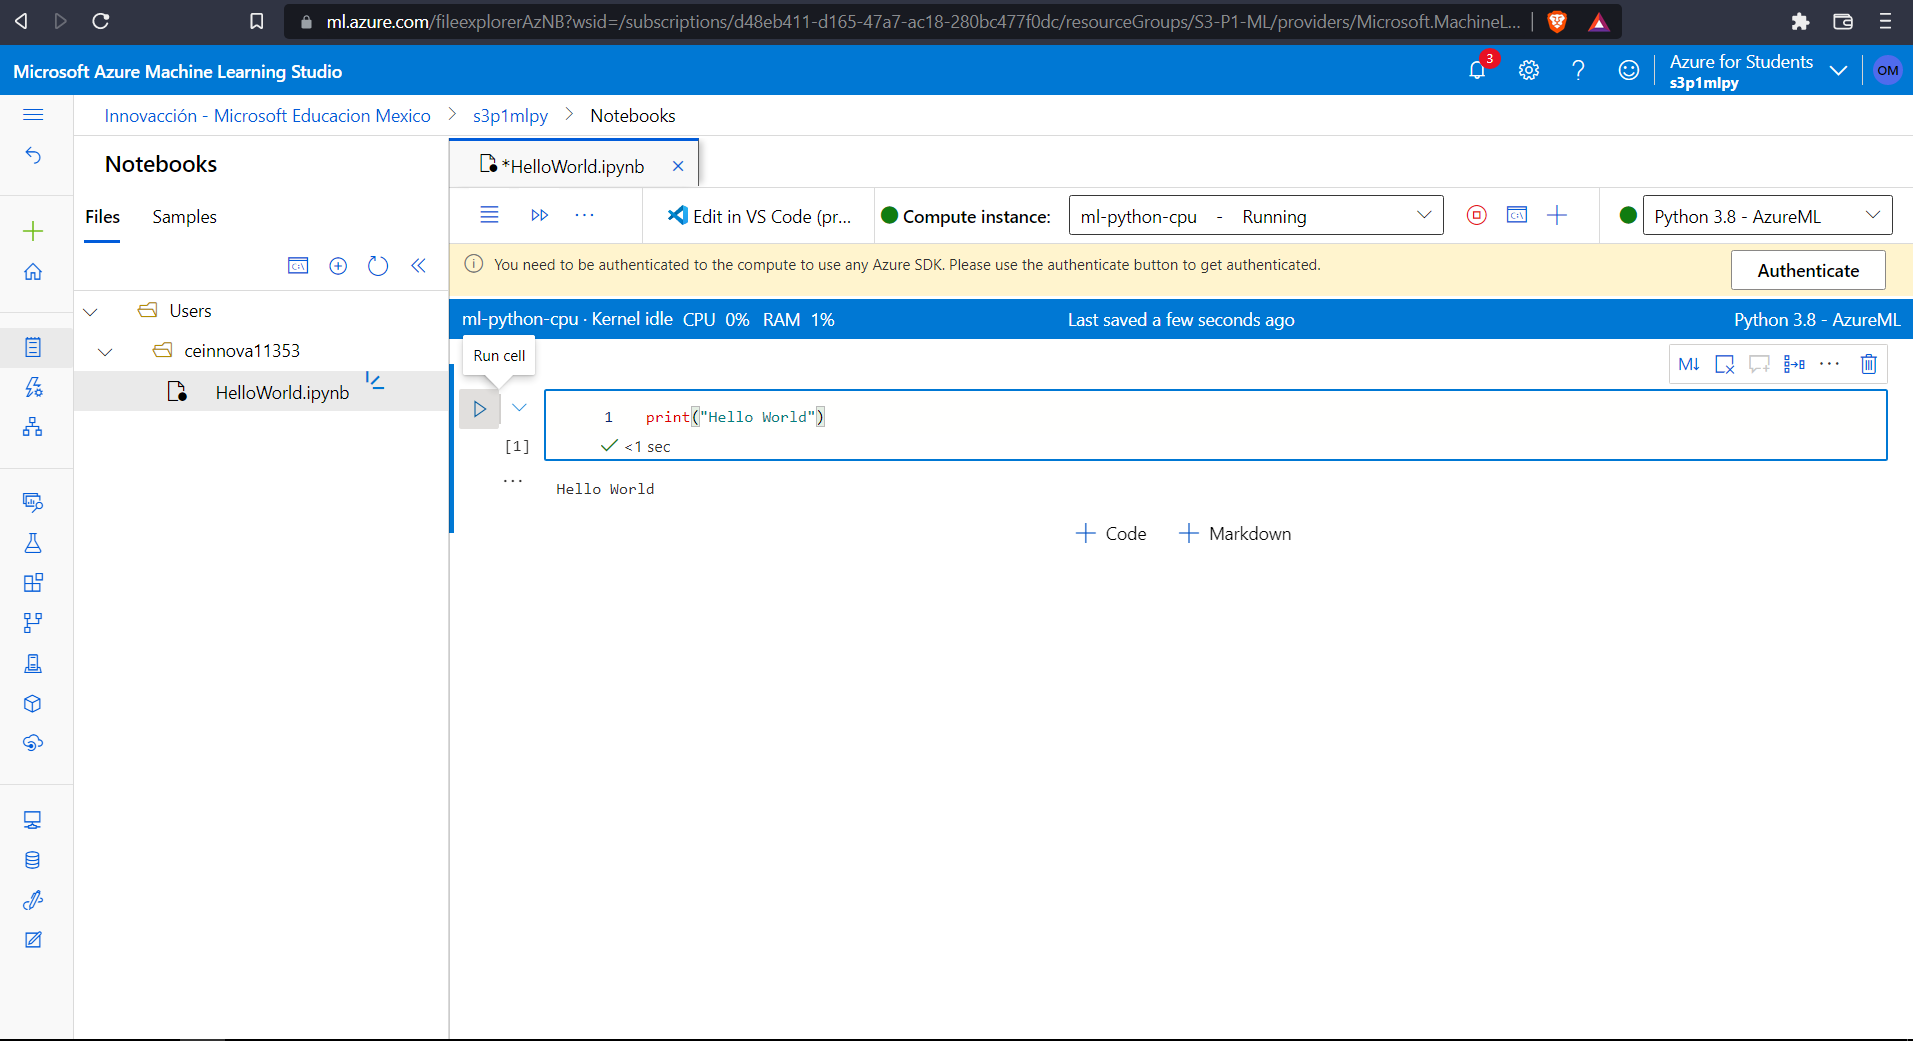 ml.azure.com/fileexplorerAzNB?wsid=/subscriptions/d48eb411-d165-47a7-ac18-280bc477f0dc/resourceGroups/S3-P1-ML/providers/Microsoft.MachineL...
Microsoft Azure Machine Learning Studio
3
Azure for Students
s3p1mlpy
OM
Innovacción - Microsoft Educacion Mexico > s3p1mlpy > Notebooks
Notebooks
*HelloWorld.ipynb
Files Samples
Edit in VS Code (pr...
Compute instance:
ml-python-cpu - Running
Python 3.8 - AzureML
You need to be authenticated to the compute to use any Azure SDK. Please use the authenticate button to get authenticated.
Authenticate
Users
ceinnova11353
HelloWorld.ipynb
ml-python-cpu · Kernel idle CPU 0% RAM 1%
Last saved a few seconds ago
Python 3.8 - AzureML
Run cell
M↓
1 print("Hello World")
[1]
<1 sec
...
Hello World
+ Code + Markdown